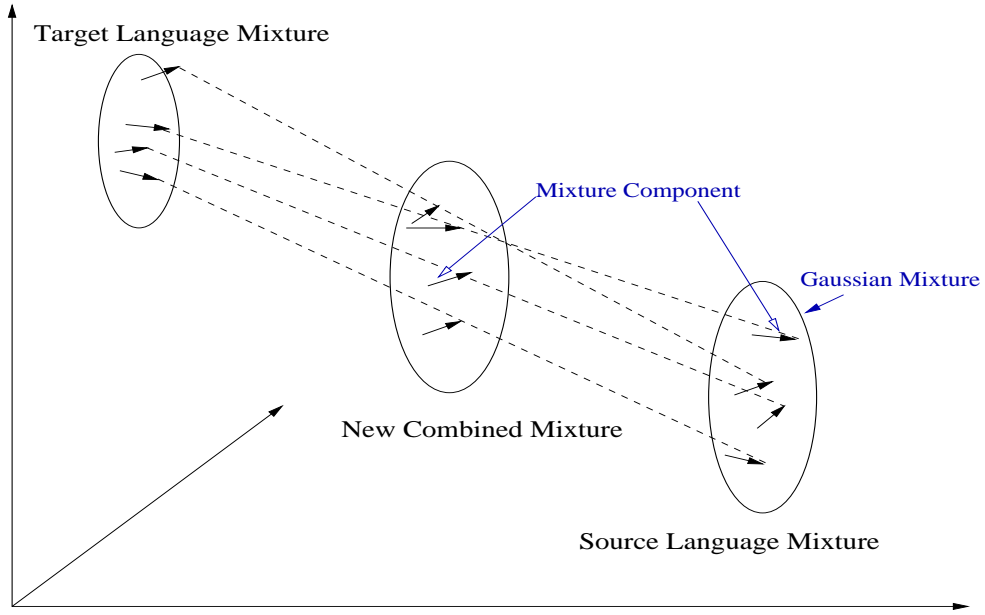 Target Language Mixture
Mixture Component
Gaussian Mixture
New Combined Mixture
Source Language Mixture